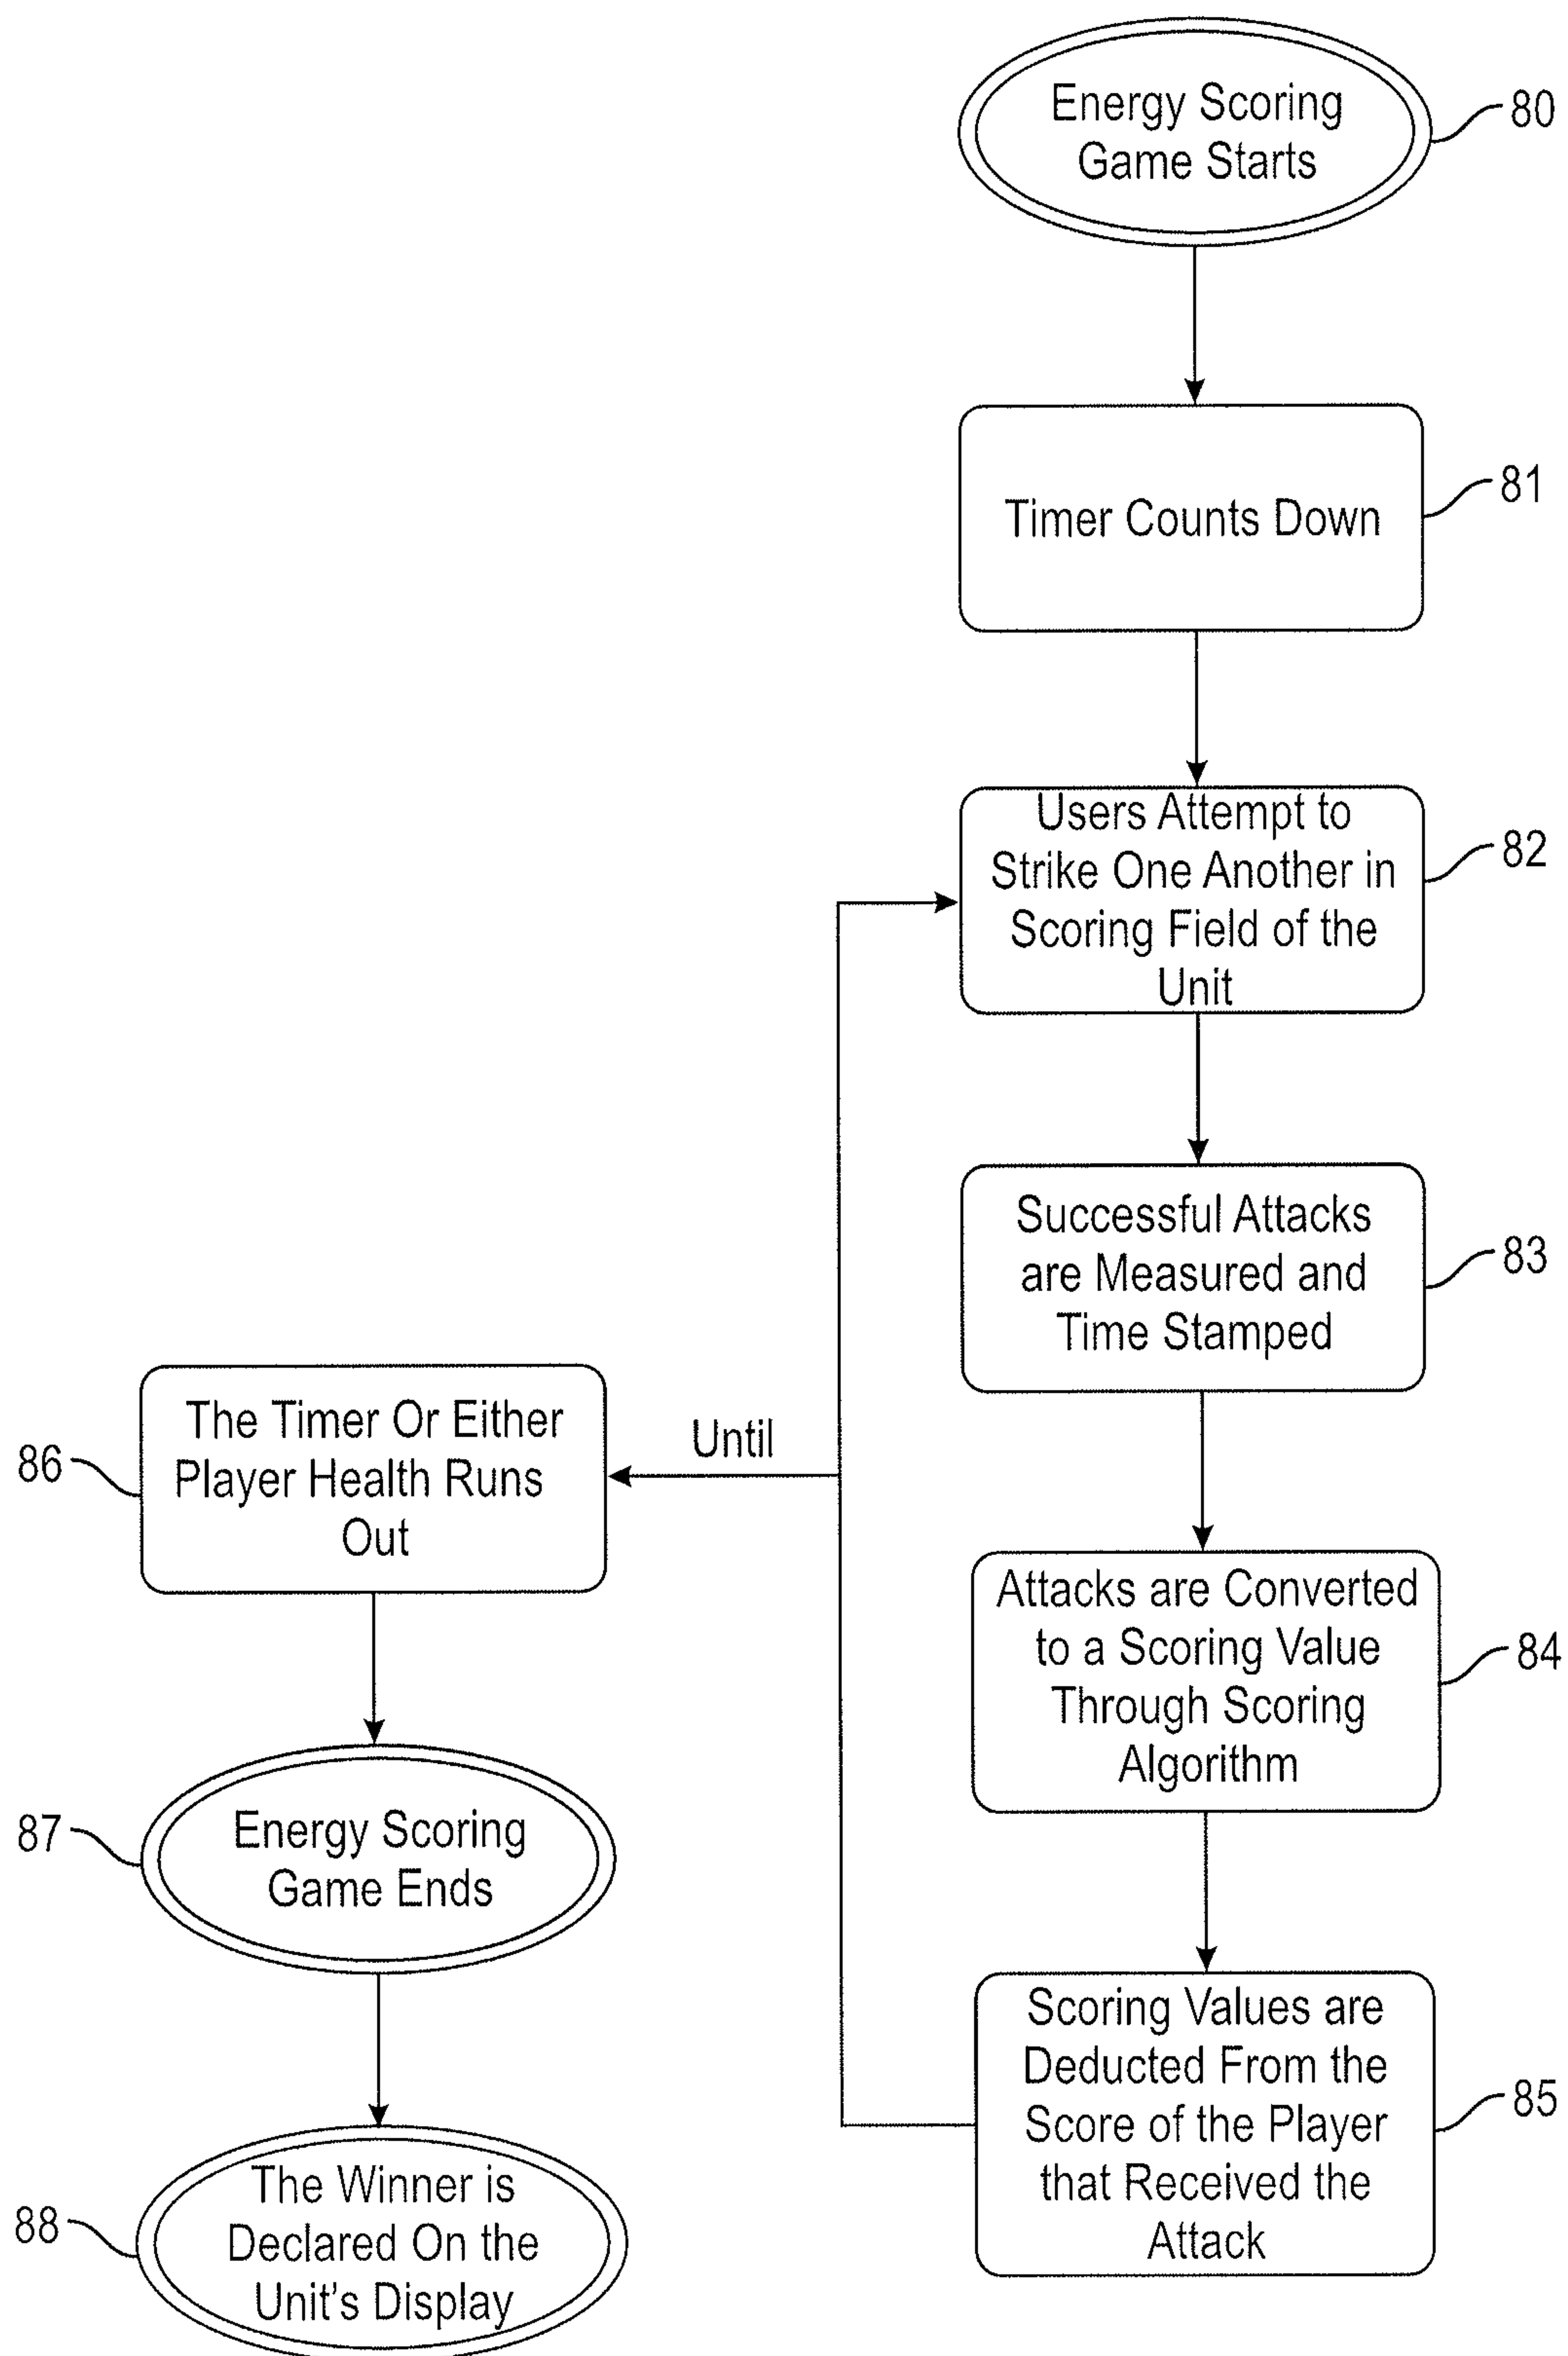 Energy Scoring
Game Starts
80
Timer Counts Down
81
Users Attempt to
Strike One Another in
Scoring Field of the
Unit
82
Successful Attacks
are Measured and
Time Stamped
83
Attacks are Converted
to a Scoring Value
Through Scoring
Algorithm
84
Scoring Values are
Deducted From the
Score of the Player
that Received the
Attack
85
Until
The Timer Or Either
Player Health Runs
Out
86
Energy Scoring
Game Ends
87
The Winner is
Declared On the
Unit's Display
88